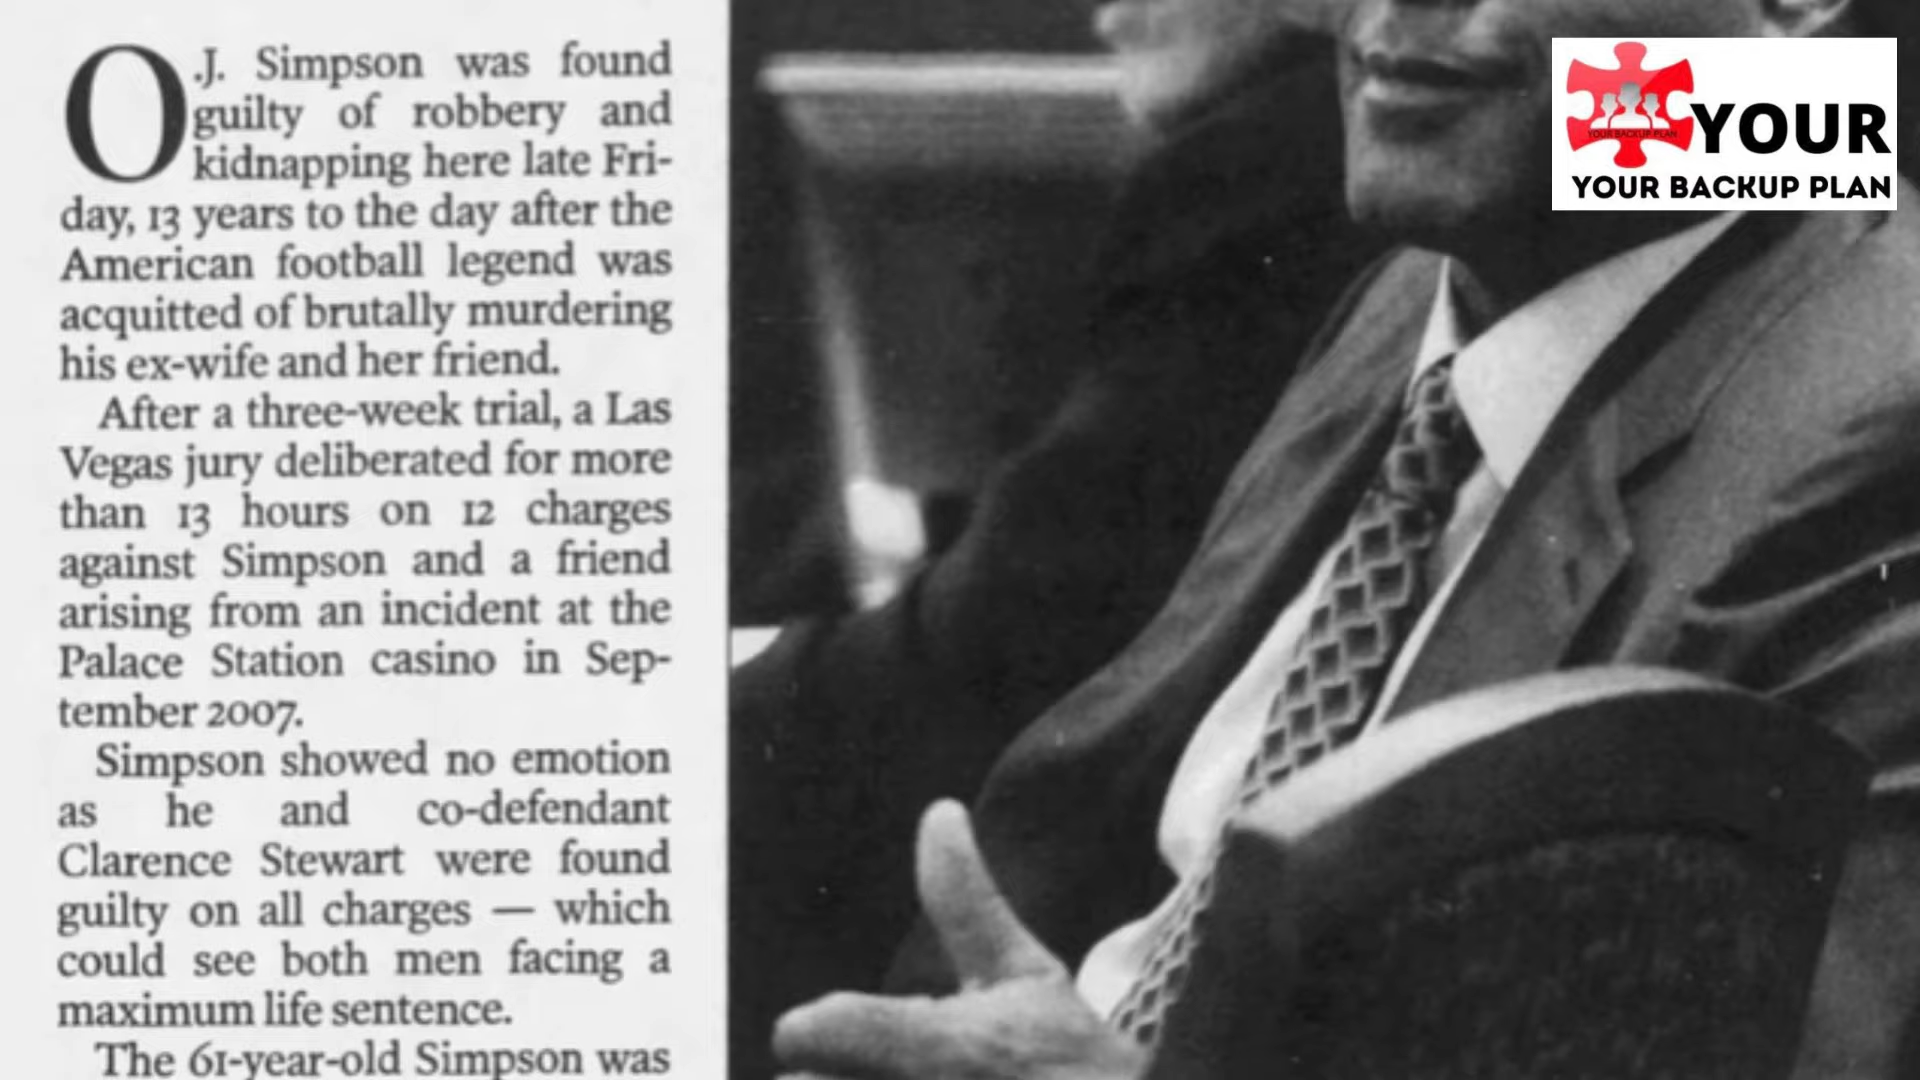 O.J. Simpson was found
guilty of robbery and
kidnapping here late Fri-
day, 13 years to the day after the
American football legend was
acquitted of brutally murdering
his ex-wife and her friend.
After a three-week trial, a Las
Vegas jury deliberated for more
than 13 hours on 12 charges
against Simpson and a friend
arising from an incident at the
Palace Station casino in Sep-
tember 2007.
Simpson showed no emotion
as he and co-defendant
Clarence Stewart were found
guilty on all charges — which
could see both men facing a
maximum life sentence.
The 61-year-old Simpson was
YOUR BACKUP PLAN
YOUR
YOUR BACKUP PLAN